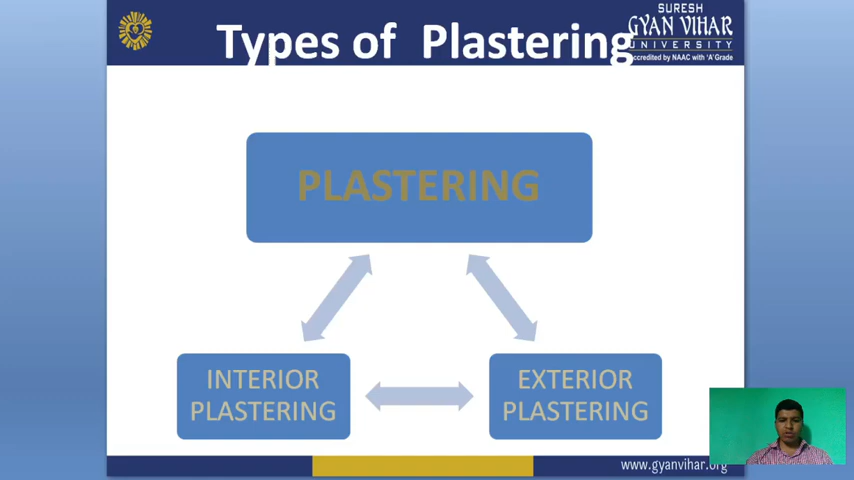 Types of Plastering
SURESH
GYAN VIHAR
UNIVERSITY
Accredited by NAAC with 'A' Grade
PLASTERING
INTERIOR
PLASTERING
EXTERIOR
PLASTERING
www.gyanvihar.org